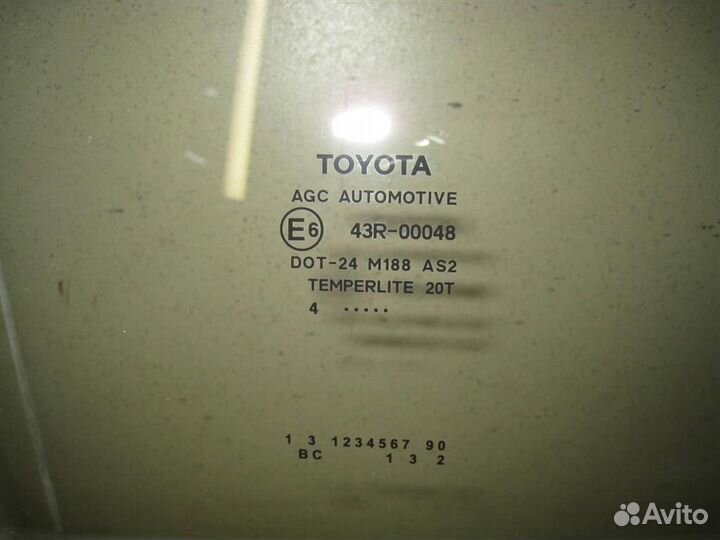 TOYOTA
AGC AUTOMOTIVE
E6 43R-00048
DOT-24 M188 AS2
TEMPERLITE 20T
4 .....
1 3 1234567 90
BC 1 3 2
Avito